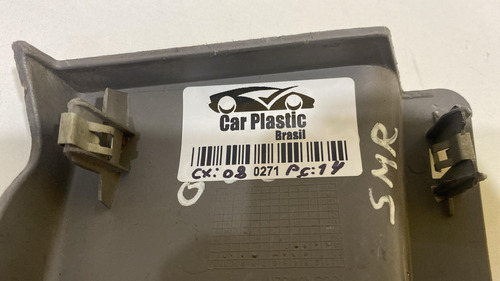 Car Plastic
Brasil
CX:08 0271 PC:14
SMR